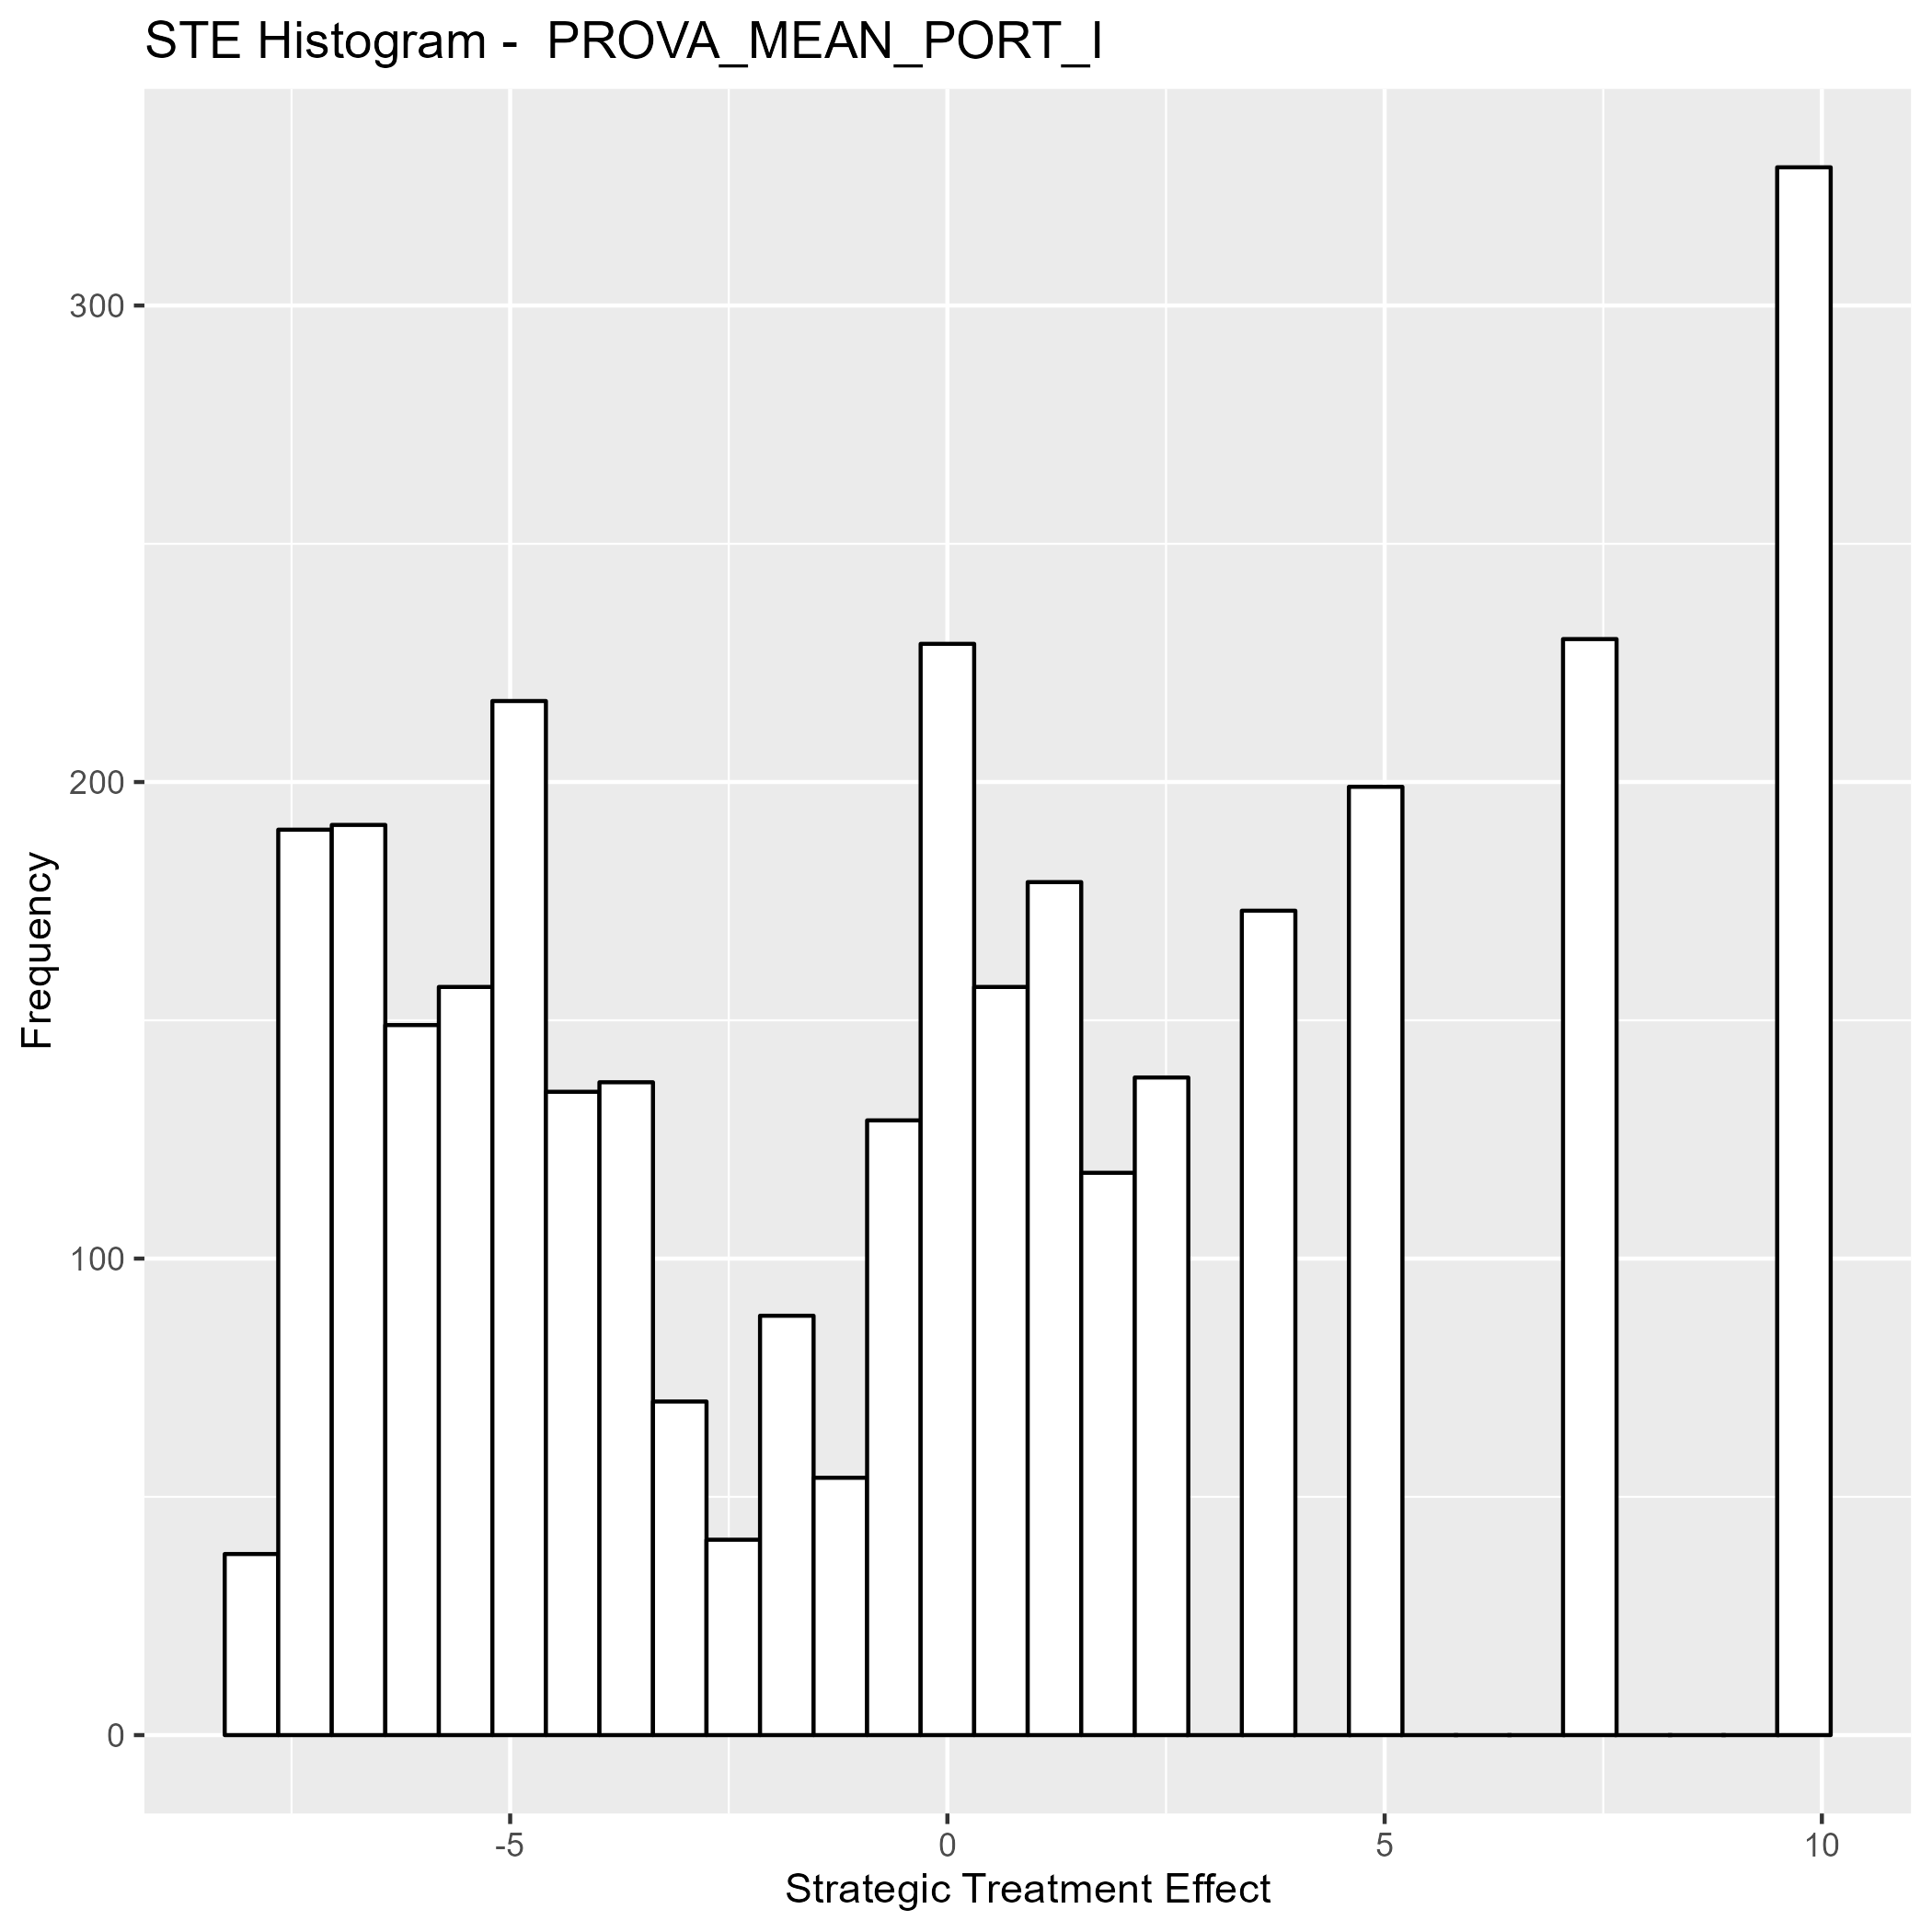 STE Histogram -  PROVA_MEAN_PORT_I
Frequency
300
200
100
0
-5 0 5 10
Strategic Treatment Effect